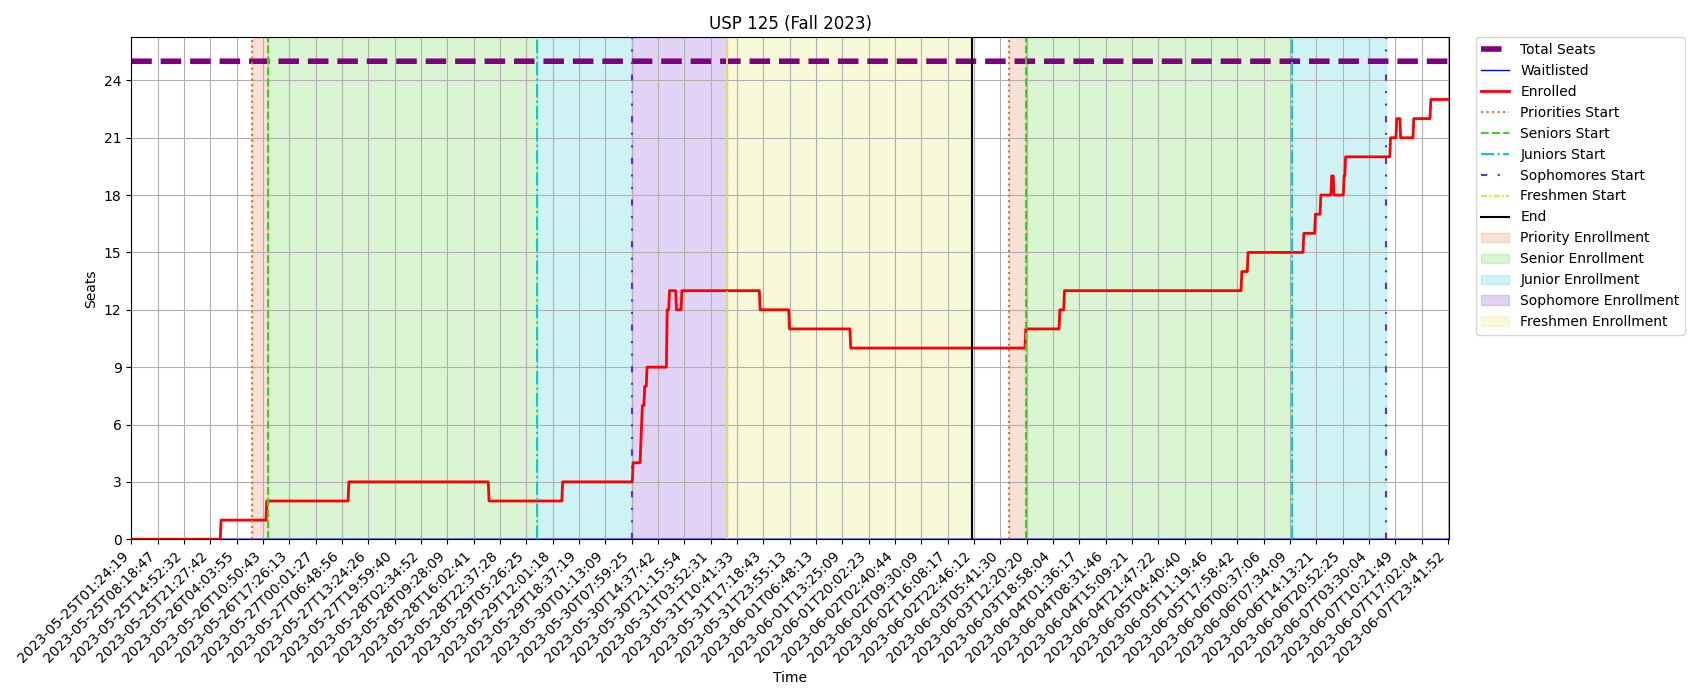 USP 125 (Fall 2023)
Seats
24
21
18
15
12
9
6
3
0
2023-05-25T01:24:19
2023-05-25T08:18:47
2023-05-25T14:52:32
2023-05-25T21:27:42
2023-05-26T04:03:55
2023-05-26T10:50:43
2023-05-26T17:26:13
2023-05-27T00:01:27
2023-05-27T06:48:56
2023-05-27T13:24:26
2023-05-27T19:59:40
2023-05-28T02:34:52
2023-05-28T09:28:09
2023-05-28T16:02:41
2023-05-28T22:37:28
2023-05-29T05:26:25
2023-05-29T12:01:18
2023-05-29T18:37:19
2023-05-30T01:13:09
2023-05-30T07:59:25
2023-05-30T14:37:42
2023-05-30T21:15:54
2023-05-31T03:52:31
2023-05-31T10:41:33
2023-05-31T17:18:43
2023-05-31T23:55:13
2023-06-01T06:48:13
2023-06-01T13:25:09
2023-06-01T20:02:23
2023-06-02T02:40:44
2023-06-02T09:30:09
2023-06-02T16:08:17
2023-06-02T22:46:12
2023-06-03T05:41:30
2023-06-03T12:20:20
2023-06-03T18:58:04
2023-06-04T01:36:17
2023-06-04T08:31:46
2023-06-04T15:09:21
2023-06-04T21:47:22
2023-06-05T04:40:40
2023-06-05T11:19:46
2023-06-05T17:58:42
2023-06-06T00:37:06
2023-06-06T07:34:09
2023-06-06T14:13:21
2023-06-06T20:52:25
2023-06-07T03:30:04
2023-06-07T10:21:49
2023-06-07T17:02:04
2023-06-07T23:41:52
Time
Total Seats
Waitlisted
Enrolled
Priorities Start
Seniors Start
Juniors Start
Sophomores Start
Freshmen Start
End
Priority Enrollment
Senior Enrollment
Junior Enrollment
Sophomore Enrollment
Freshmen Enrollment